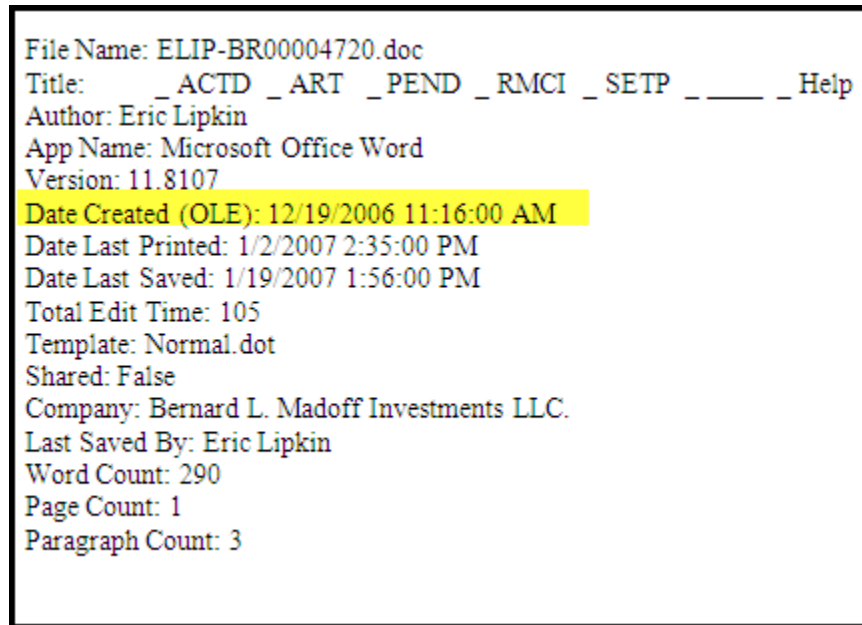 File Name: ELIP-BR00004720.doc
Title: _ ACTD _ ART _PEND _ RMCI _ SETP _ ____ _ Help
Author: Eric Lipkin
App Name: Microsoft Office Word
Version: 11.8107
Date Created (OLE): 12/19/2006 11:16:00 AM
Date Last Printed: 1/2/2007 2:35:00 PM
Date Last Saved: 1/19/2007 1:56:00 PM
Total Edit Time: 105
Template: Normal.dot
Shared: False
Company: Bernard L. Madoff Investments LLC.
Last Saved By: Eric Lipkin
Word Count: 290
Page Count: 1
Paragraph Count: 3